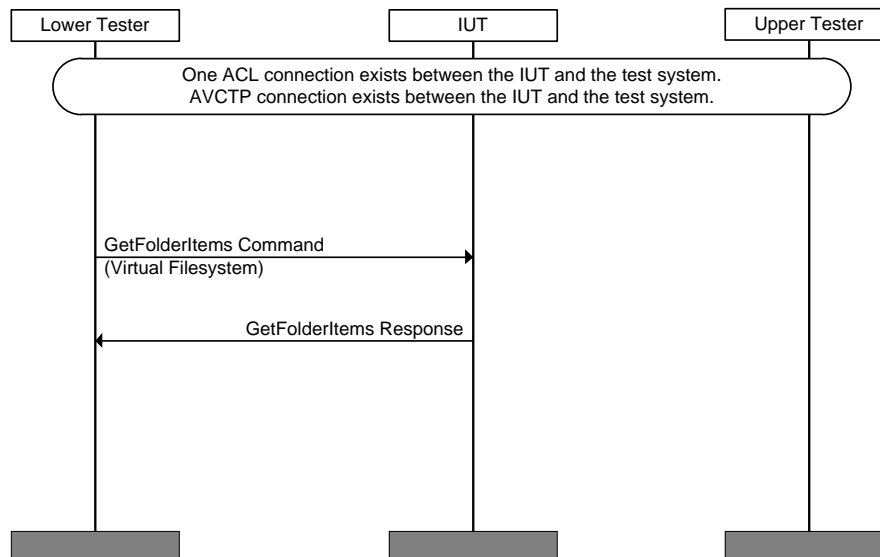 Lower Tester
IUT
Upper Tester
One ACL connection exists between the IUT and the test system.
AVCTP connection exists between the IUT and the test system.
GetFolderItems Command
(Virtual Filesystem)
GetFolderItems Response